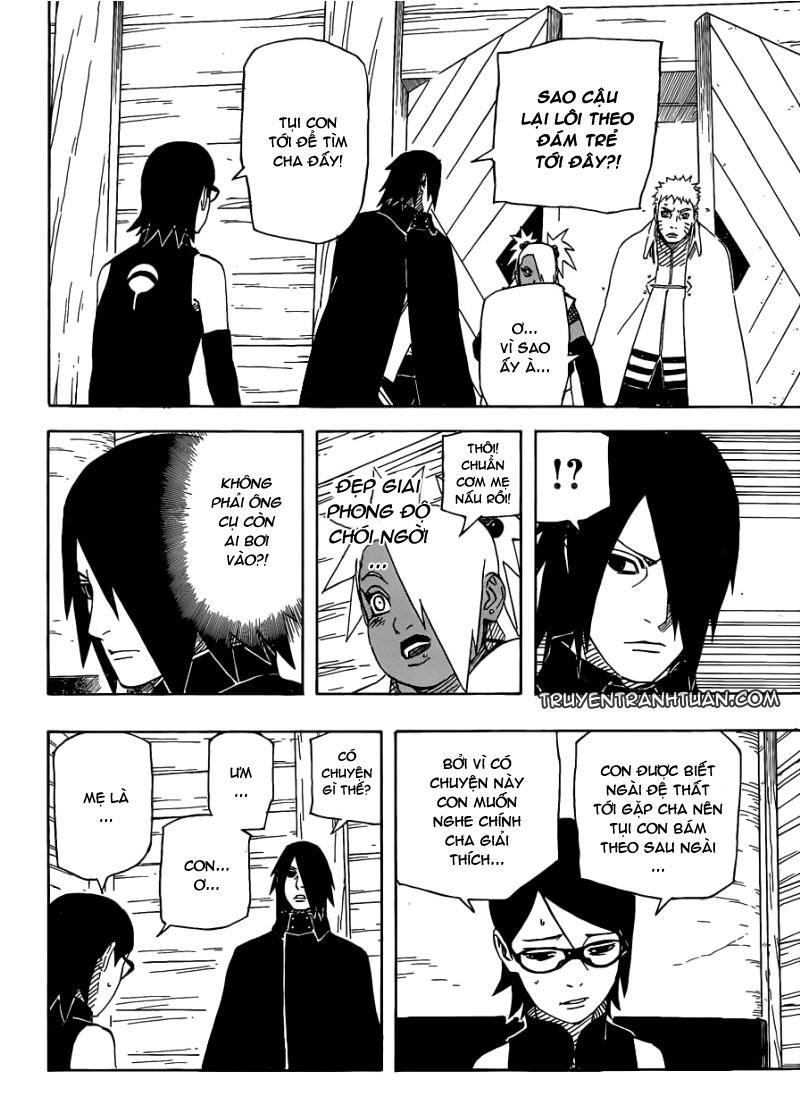 SAO CẬU
LẠI LÔI THEO
ĐÁM TRẺ
TỚI ĐÂY?!
TỤI CON
TỚI ĐỂ TÌM
CHA ĐẤY!
Ơ...
VÌ SAO
ẤY À...
!?
THÔI!
CHUẨN
CƠM MẸ
NẤU RỒI!
ĐẸP GIAI
PHONG ĐỘ
CHÓI NGỜI
...
KHÔNG
PHẢI ÔNG
CỤ CÒN
AI BƠI
VÀO?!
TRUYENTRANHTUAN.COM
CON ĐƯỢC BIẾT
NGÀI ĐỆ THẤT
TỚI GẶP CHA NÊN
TỤI CON BÁM
THEO SAU NGÀI
...
BỞI VÌ CÓ
CHUYỆN NÀY
CON MUỐN
NGHE CHÍNH
CHA GIẢI
THÍCH...
CÓ
CHUYỆN
GÌ THẾ?
ƯM
...
CON...
Ơ...
MẸ LÀ
...